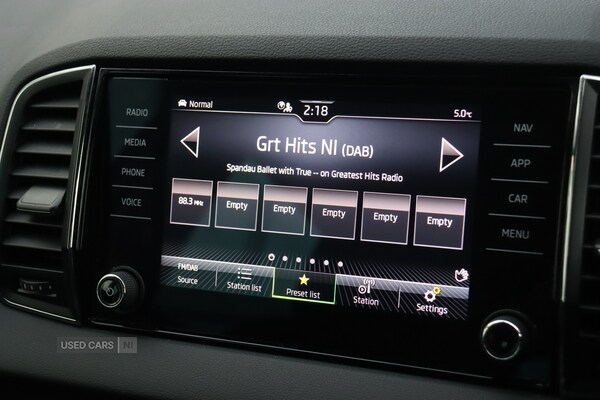 RADIO
MEDIA
PHONE
VOICE
Normal
2:18
5.0°C
Grt Hits NI (DAB)
Spandau Ballet with True -- on Greatest Hits Radio
88.3 MHz
Empty
Empty
Empty
Empty
Empty
FM/DAB
Source
Station list
Preset list
Station
Settings
NAV
APP
CAR
MENU
USED CARS NI